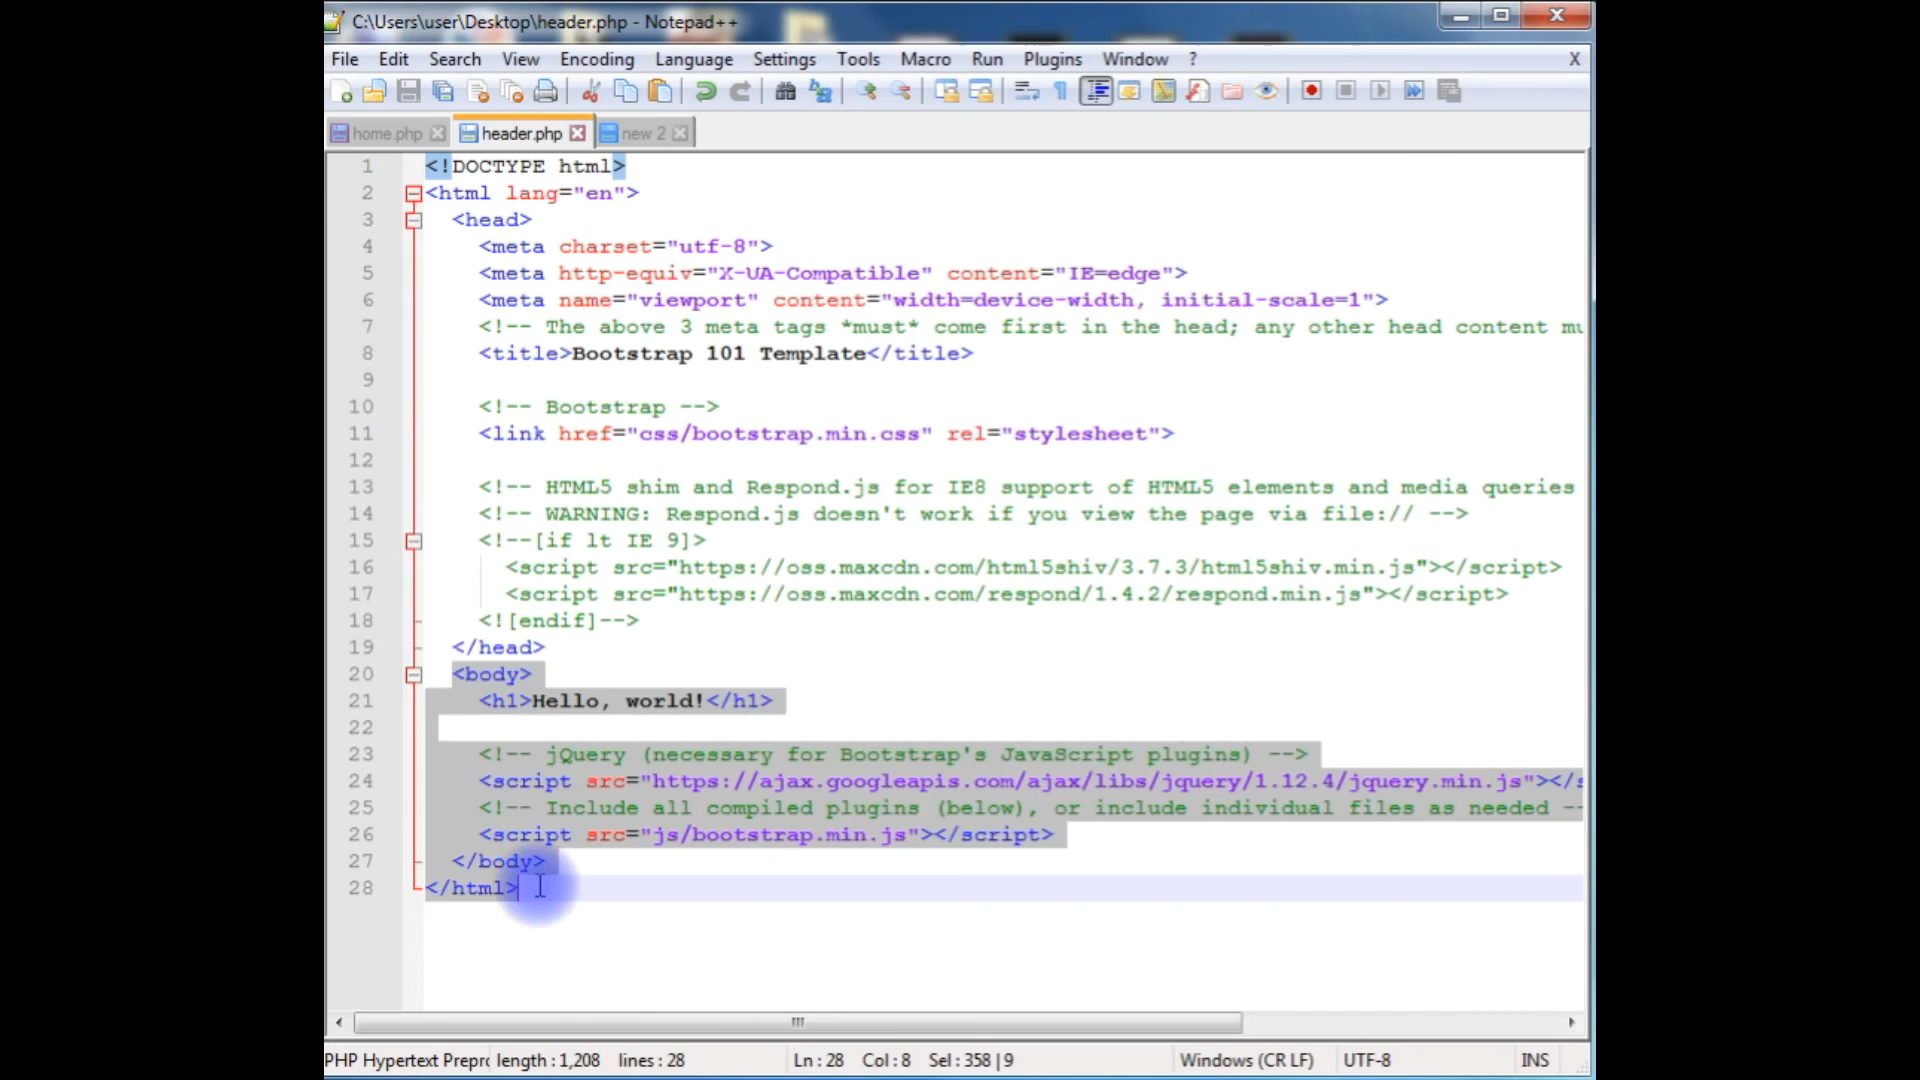 C:\Users\user\Desktop\header.php - Notepad++
File Edit Search View Encoding Language Settings Tools Macro Run Plugins Window ? X
home.php header.php new 2
1 <!DOCTYPE html>
2 <html lang="en">
3 <head>
4 <meta charset="utf-8">
5 <meta http-equiv="X-UA-Compatible" content="IE=edge">
6 <meta name="viewport" content="width=device-width, initial-scale=1">
7 <!-- The above 3 meta tags *must* come first in the head; any other head content
8 <title>Bootstrap 101 Template</title>
9
10 <!-- Bootstrap -->
11 <link href="css/bootstrap.min.css" rel="stylesheet">
12
13 <!-- HTML5 shim and Respond.js for IE8 support of HTML5 elements and media queries
14 <!-- WARNING: Respond.js doesn't work if you view the page via file:// -->
15 <!--[if lt IE 9]>
16 <script src="https://oss.maxcdn.com/html5shiv/3.7.3/html5shiv.min.js"></script>
17 <script src="https://oss.maxcdn.com/respond/1.4.2/respond.min.js"></script>
18 <![endif]-->
19 </head>
20 <body>
21 <h1>Hello, world!</h1>
22
23 <!-- jQuery (necessary for Bootstrap's JavaScript plugins) -->
24 <script src="https://ajax.googleapis.com/ajax/libs/jquery/1.12.4/jquery.min.js"></s
25 <!-- Include all compiled plugins (below), or include individual files as needed --
26 <script src="js/bootstrap.min.js"></script>
27 </body>
28 </html>
PHP Hypertext Prepro length : 1,208 lines : 28 Ln : 28 Col : 8 Sel : 358 | 9 Windows (CR LF) UTF-8 INS